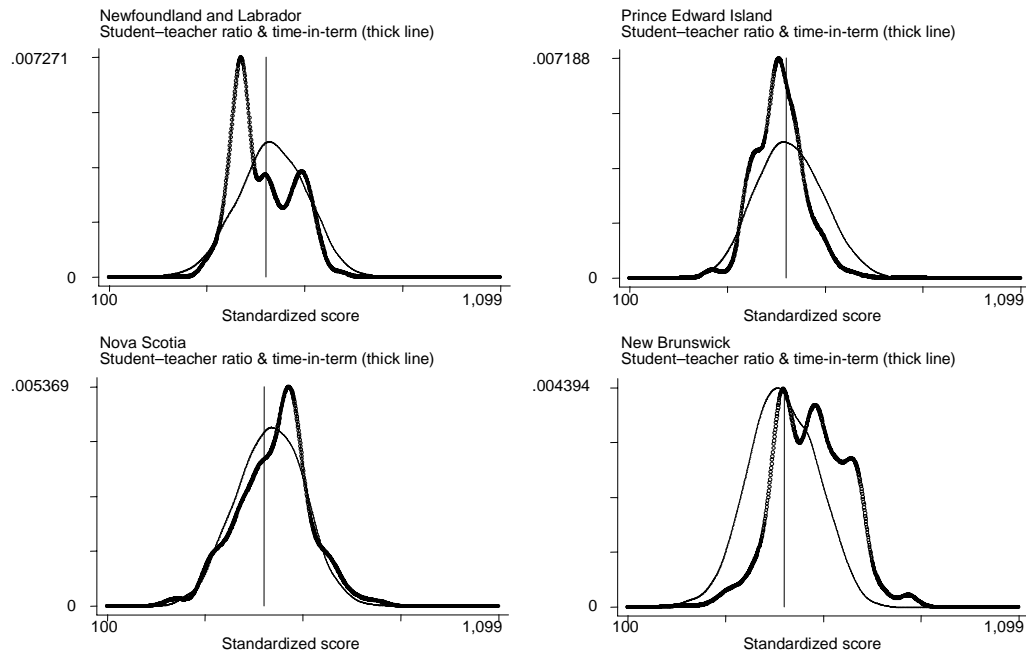 Newfoundland and Labrador
Student–teacher ratio & time-in-term (thick line)
.007271
0
100
1,099
Standardized score
Prince Edward Island
Student–teacher ratio & time-in-term (thick line)
.007188
0
100
1,099
Standardized score
Nova Scotia
Student–teacher ratio & time-in-term (thick line)
.005369
0
100
1,099
Standardized score
New Brunswick
Student–teacher ratio & time-in-term (thick line)
.004394
0
100
1,099
Standardized score